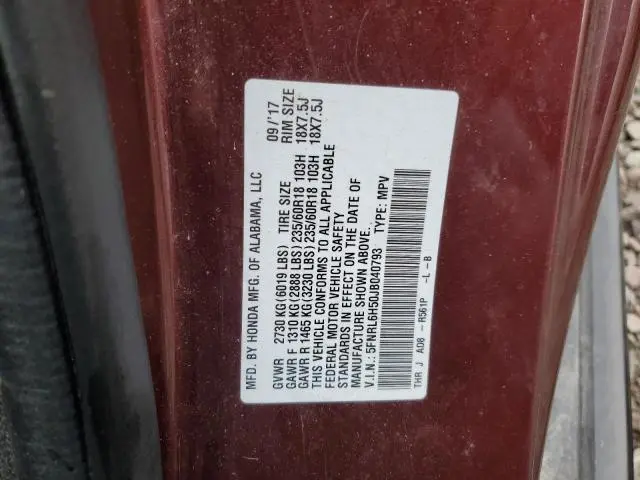 MFD. BY HONDA MFG. OF ALABAMA, LLC 09/'17
GVWR 2730 KG(6019 LBS) TIRE SIZE RIM SIZE
GAWR F 1310 KG(2888 LBS) 235/60R18 103H 18X7.5J
GAWR R 1465 KG(3230 LBS) 235/60R18 103H 18X7.5J
THIS VEHICLE CONFORMS TO ALL APPLICABLE
FEDERAL MOTOR VEHICLE SAFETY
STANDARDS IN EFFECT ON THE DATE OF
MANUFACTURE SHOWN ABOVE.
V.I.N.: 5FNRL6H50JB040793 TYPE: MPV
THR J A08 - R561P -L-B